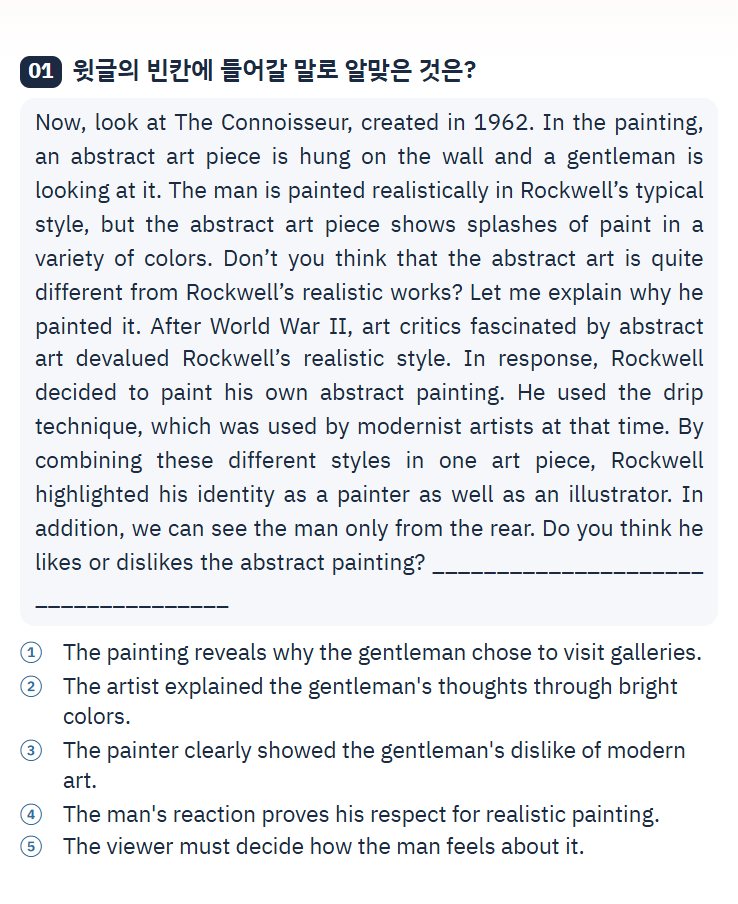 01 윗글의 빈칸에 들어갈 말로 알맞은 것은?
Now, look at The Connoisseur, created in 1962. In the painting,
an abstract art piece is hung on the wall and a gentleman is
looking at it. The man is painted realistically in Rockwell’s typical
style, but the abstract art piece shows splashes of paint in a
variety of colors. Don’t you think that the abstract art is quite
different from Rockwell’s realistic works? Let me explain why he
painted it. After World War II, art critics fascinated by abstract
art devalued Rockwell’s realistic style. In response, Rockwell
decided to paint his own abstract painting. He used the drip
technique, which was used by modernist artists at that time. By
combining these different styles in one art piece, Rockwell
highlighted his identity as a painter as well as an illustrator. In
addition, we can see the man only from the rear. Do you think he
likes or dislikes the abstract painting? _____________________
_______________
① The painting reveals why the gentleman chose to visit galleries.
② The artist explained the gentleman's thoughts through bright
colors.
③ The painter clearly showed the gentleman's dislike of modern
art.
④ The man's reaction proves his respect for realistic painting.
⑤ The viewer must decide how the man feels about it.